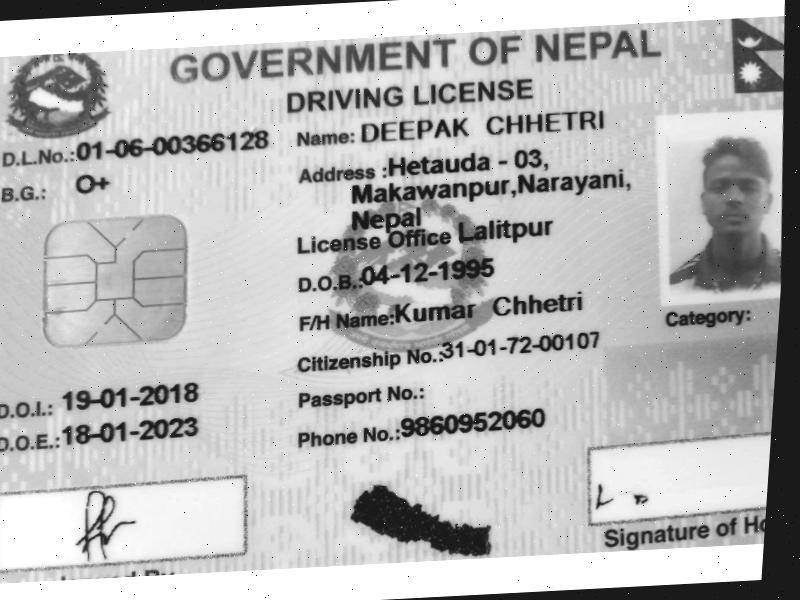 GOVERNMENT OF NEPAL
DRIVING LICENSE
D.L.No.:01-06-00366128
B.G.: O+
Name: DEEPAK CHHETRI
Address :Hetauda - 03,
Makawanpur,Narayani,
Nepal
License Office Lalitpur
D.O.B.:04-12-1995
F/H Name:Kumar Chhetri
Citizenship No.:31-01-72-00107
Passport No.:
Phone No.:9860952060
Category:
D.O.I.: 19-01-2018
D.O.E.:18-01-2023
Signature of Ho